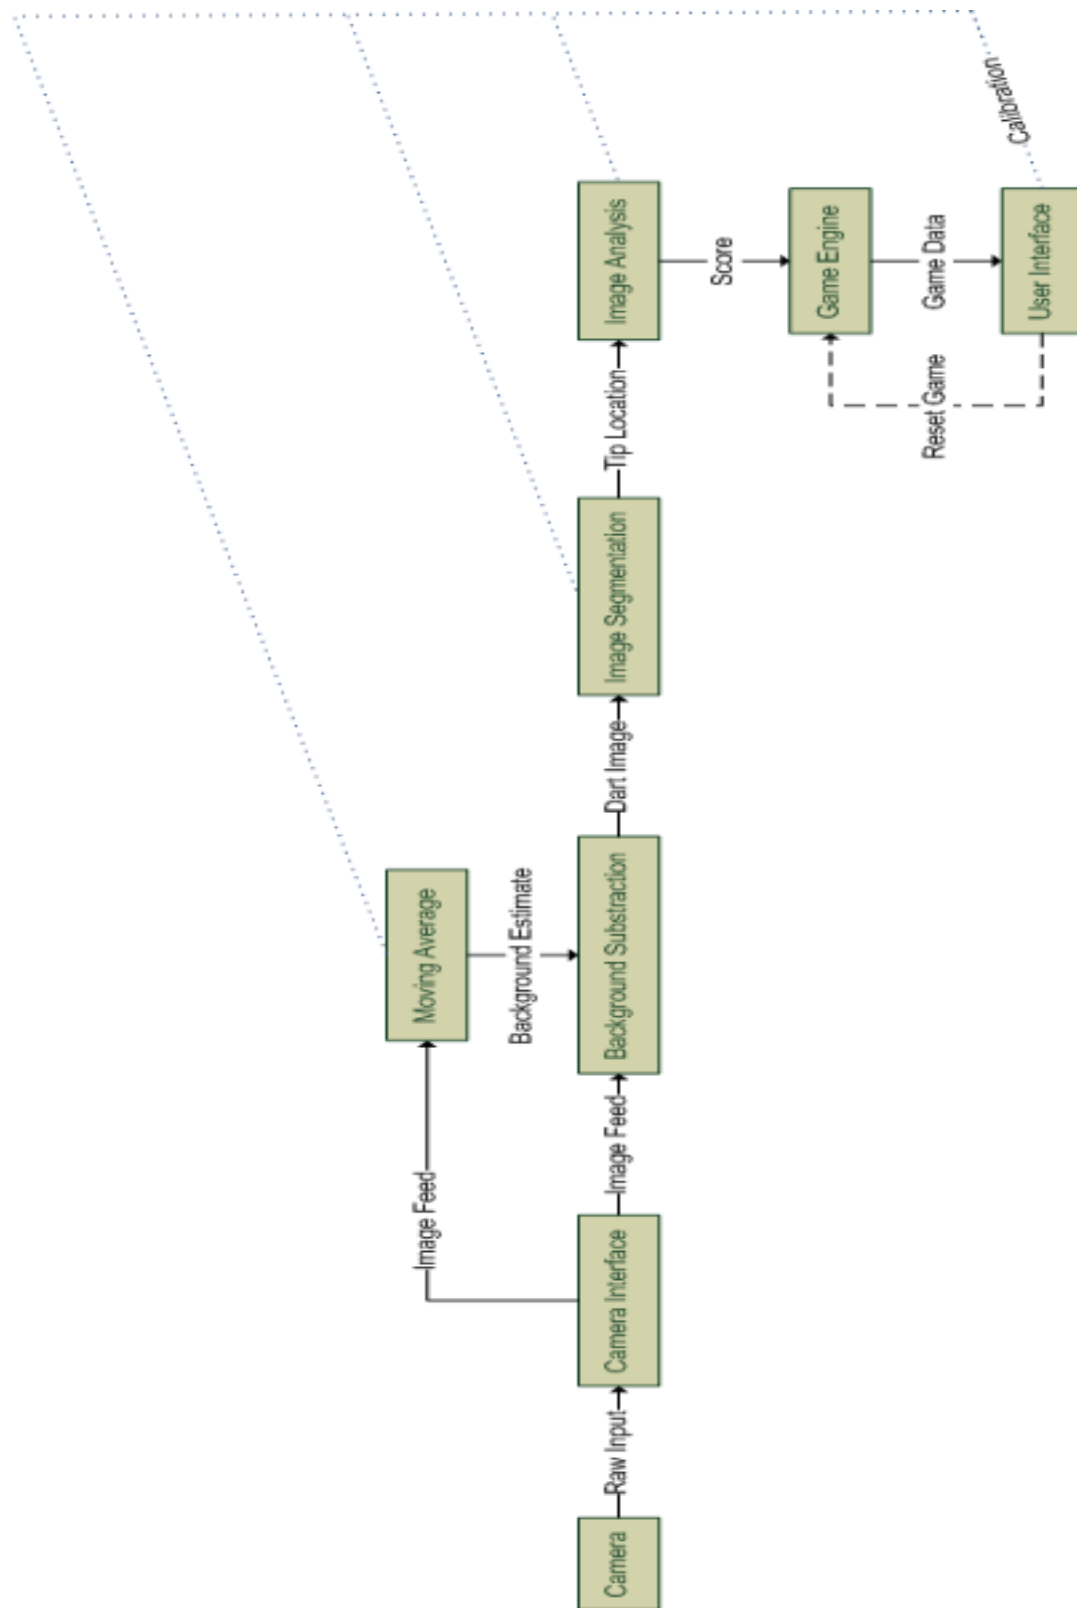 Camera
Raw Input
Camera Interface
Image Feed
Image Feed
Moving Average
Background Estimate
Background Substraction
Dart Image
Image Segmentation
Tip Location
Image Analysis
Score
Game Engine
Game Data
Reset Game
User Interface
Calibration